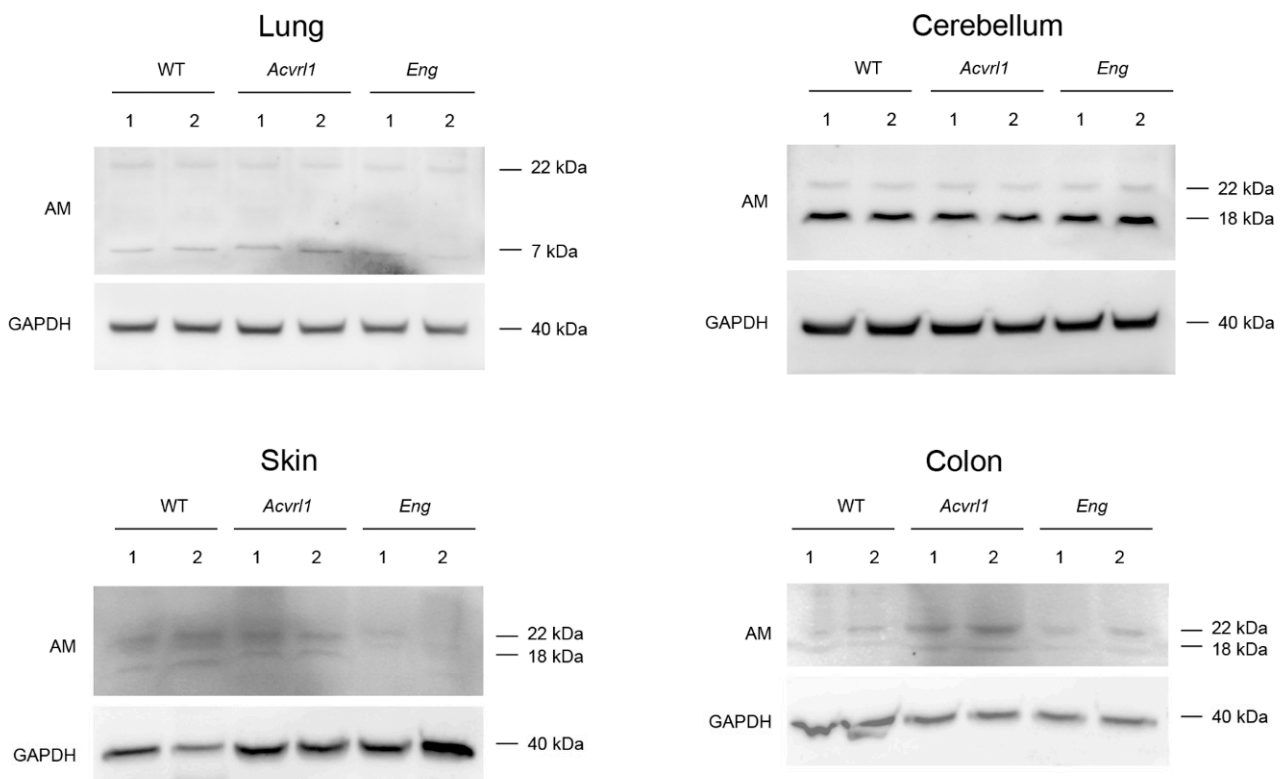 Lung
WT Acvrl1 Eng
1 2 1 2 1 2
AM
22 kDa
7 kDa
GAPDH
40 kDa
Cerebellum
WT Acvrl1 Eng
1 2 1 2 1 2
AM
22 kDa
18 kDa
GAPDH
40 kDa
Skin
WT Acvrl1 Eng
1 2 1 2 1 2
AM
22 kDa
18 kDa
GAPDH
40 kDa
Colon
WT Acvrl1 Eng
1 2 1 2 1 2
AM
22 kDa
18 kDa
GAPDH
40 kDa